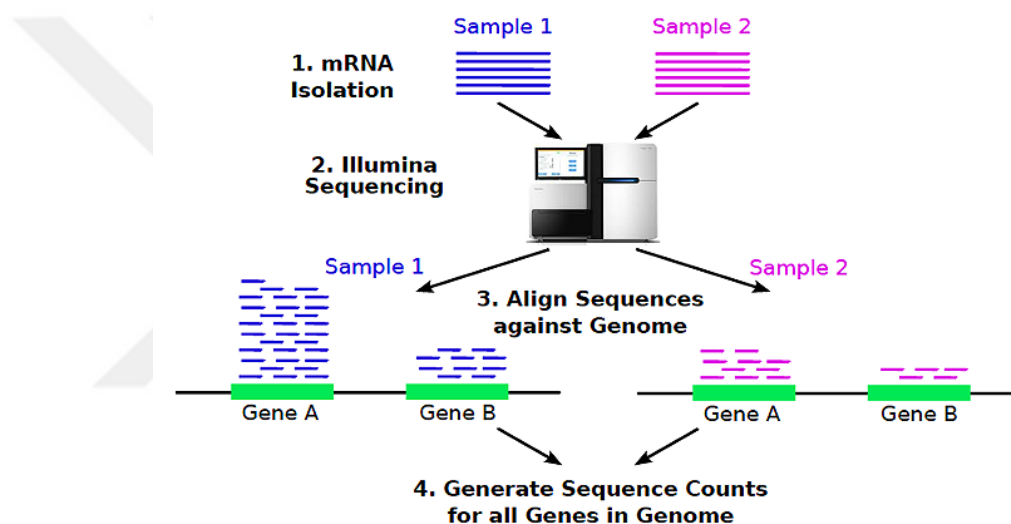 Sample 1
Sample 2
1. mRNA
Isolation
2. Illumina
Sequencing
Sample 1
Sample 2
3. Align Sequences
against Genome
Gene A
Gene B
Gene A
Gene B
4. Generate Sequence Counts
for all Genes in Genome